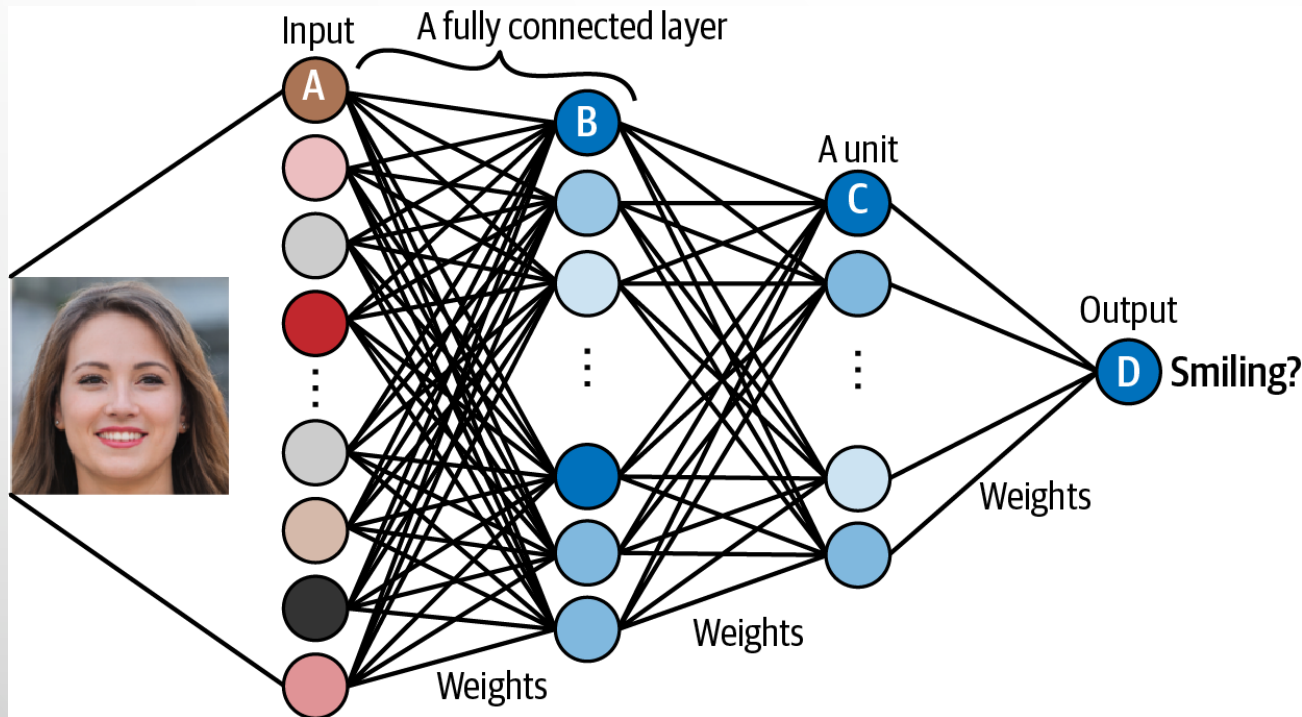 Input
A fully connected layer
A
B
A unit
C
Output
D Smiling?
Weights
Weights
Weights